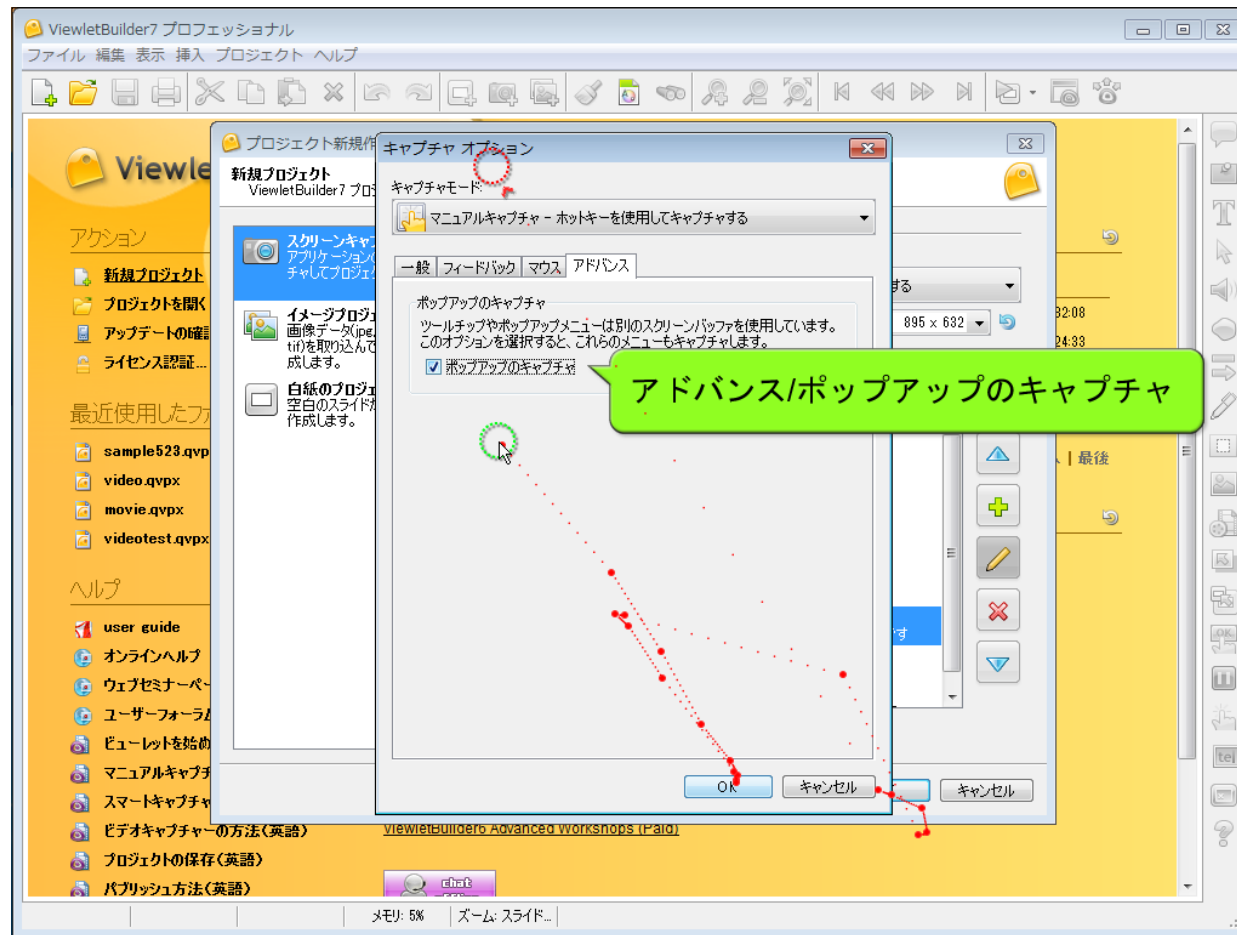 ViewletBuilder7 プロフェッショナル
ファイル 編集 表示 挿入 プロジェクト ヘルプ
Viewle
アクション
新規プロジェクト
プロジェクトを開く
アップデートの確認
ライセンス認証...
最近使用したファ
sample523.qvp
video.qvpx
movie.qvpx
videotest.qvpx
ヘルプ
user guide
オンラインヘルプ
ウェブセミナーペー
ユーザーフォーラム
ビューレットを始め
マニュアルキャプチ
スマートキャプチャ
ビデオキャプチャーの方法(英語)
プロジェクトの保存(英語)
パブリッシュ方法(英語)
プロジェクト新規作
新規プロジェクト
ViewletBuilder7 プロジ
スクリーンキャプ
アプリケーションの
チャしてプロジェ
イメージプロジェ
画像データ(jpg,
tif)を取り込んで
成します。
白紙のプロジェ
空白のスライドが
作成します。
キャプチャ オプション
キャプチャモード:
マニュアルキャプチャ - ホットキーを使用してキャプチャする
一般 フィードバック マウス アドバンス
ポップアップのキャプチャ
ツールチップやポップアップメニューは別のスクリーンバッファを使用しています。
このオプションを選択すると、これらのメニューもキャプチャします。
ポップアップのキャプチャ
アドバンス/ポップアップのキャプチャ
OK キャンセル
する
895 x 632
32:08
24:33
最後
す
キャンセル
ViewletBuilder6 Advanced Workshops (Paid)
chat
メモリ: 5% ズーム: スライド...
OK
te